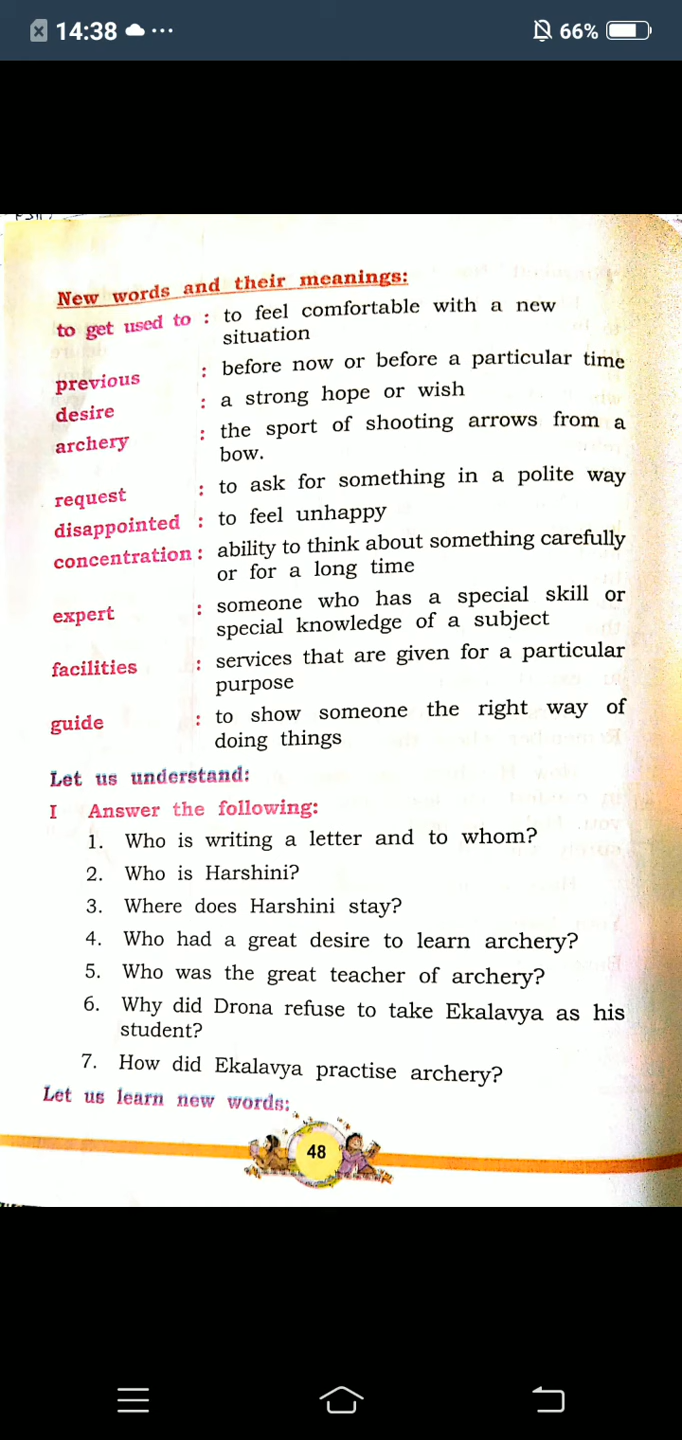 14:38
66%
New words and their meanings:
to get used to : to feel comfortable with a new
situation
previous : before now or before a particular time
desire : a strong hope or wish
archery : the sport of shooting arrows from a
bow.
request : to ask for something in a polite way
disappointed : to feel unhappy
concentration : ability to think about something carefully
or for a long time
expert : someone who has a special skill or
special knowledge of a subject
facilities : services that are given for a particular
purpose
guide : to show someone the right way of
doing things
Let us understand:
I Answer the following:
1. Who is writing a letter and to whom?
2. Who is Harshini?
3. Where does Harshini stay?
4. Who had a great desire to learn archery?
5. Who was the great teacher of archery?
6. Why did Drona refuse to take Ekalavya as his
student?
7. How did Ekalavya practise archery?
Let us learn new words:
48